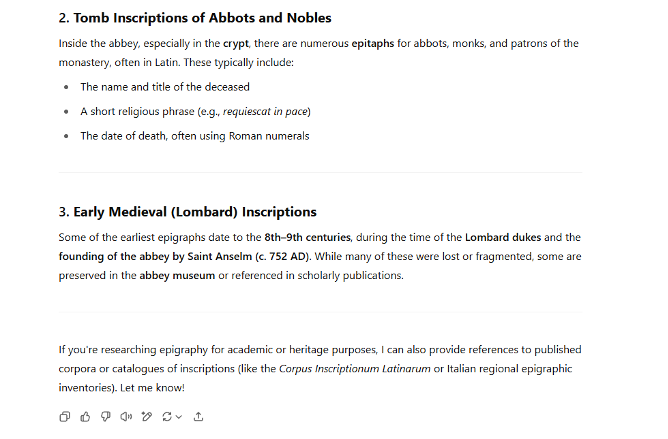 2. Tomb Inscriptions of Abbots and Nobles
Inside the abbey, especially in the crypt, there are numerous epitaphs for abbots, monks, and patrons of the
monastery, often in Latin. These typically include:
• The name and title of the deceased
• A short religious phrase (e.g., requiescat in pace)
• The date of death, often using Roman numerals
3. Early Medieval (Lombard) Inscriptions
Some of the earliest epigraphs date to the 8th–9th centuries, during the time of the Lombard dukes and the
founding of the abbey by Saint Anselm (c. 752 AD). While many of these were lost or fragmented, some are
preserved in the abbey museum or referenced in scholarly publications.
If you're researching epigraphy for academic or heritage purposes, I can also provide references to published
corpora or catalogues of inscriptions (like the Corpus Inscriptionum Latinarum or Italian regional epigraphic
inventories). Let me know!